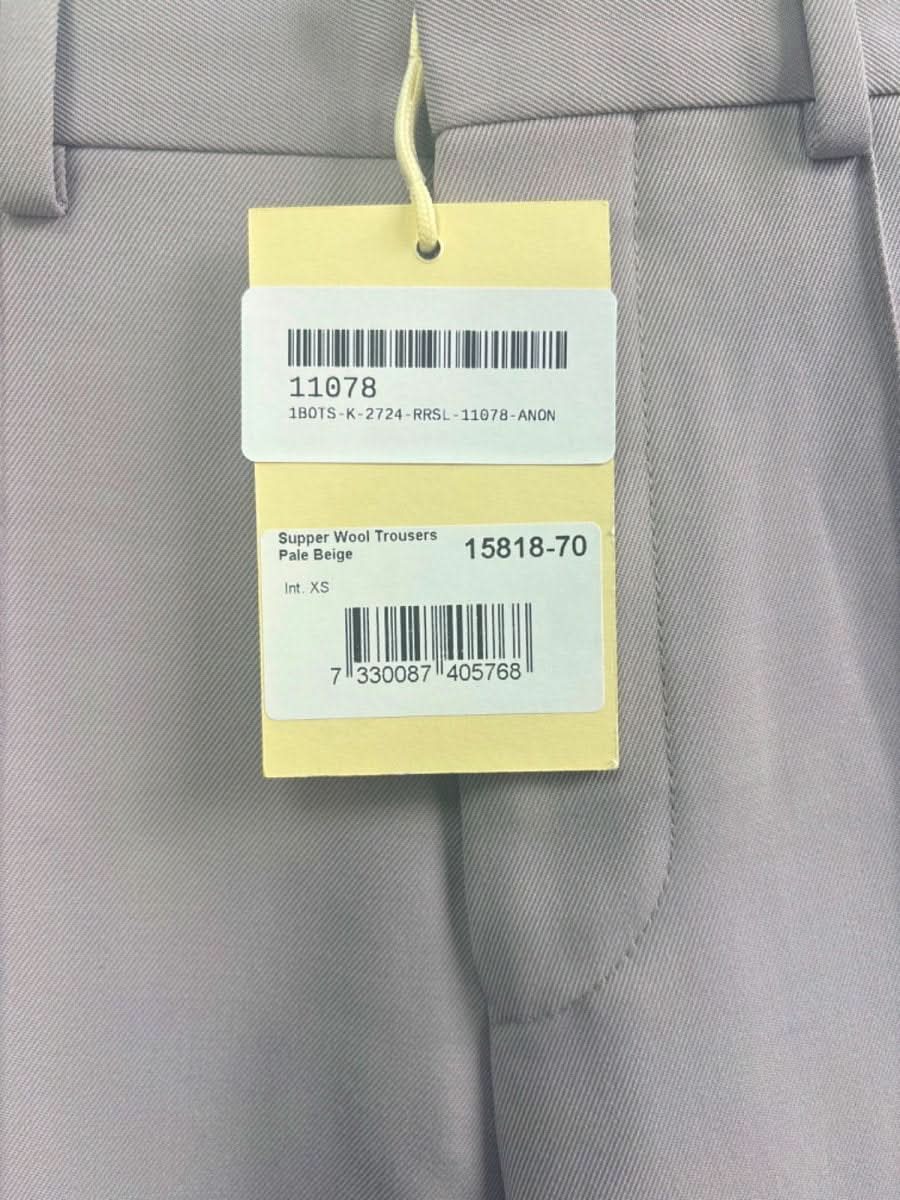 11078
1BOTS-K-2724-RRSL-11078-ANON
Supper Wool Trousers
Pale Beige
15818-70
Int. XS
7 330087 405768